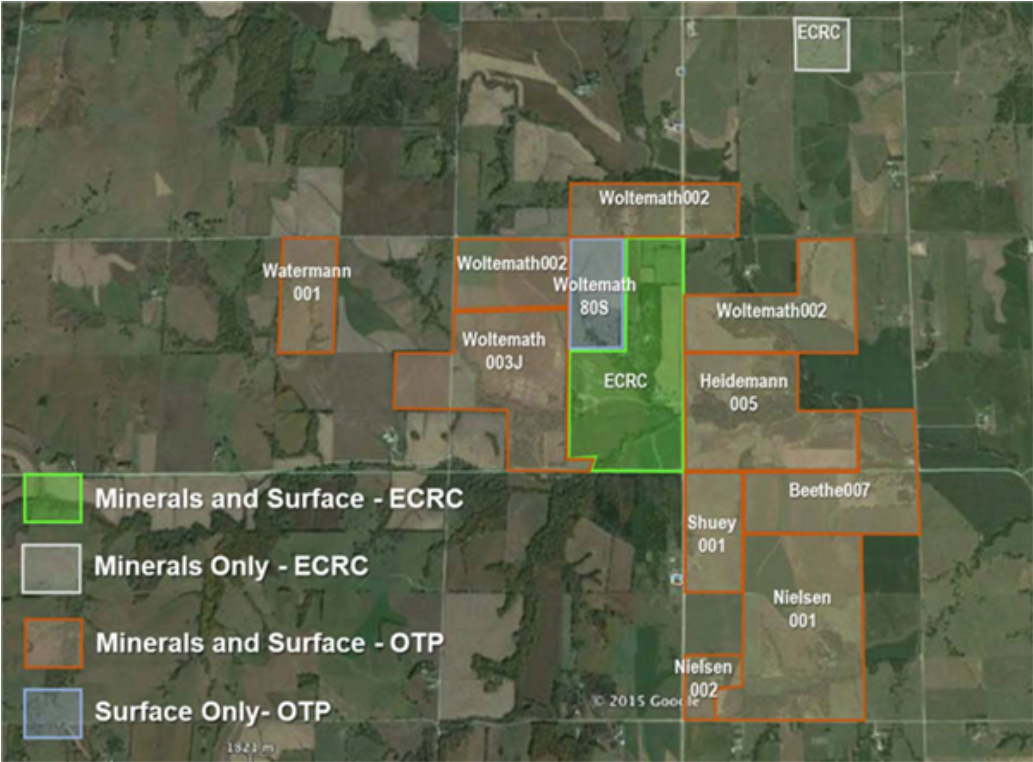 ECRC
Woltemath002
Watermann
001
Woltemath002
Woltemath
80S
Woltemath002
Woltemath
003J
ECRC
Heidemann
005
Minerals and Surface - ECRC
Beethe007
Shuey
001
Minerals Only - ECRC
Nielsen
001
Minerals and Surface - OTP
Nielsen
002
© 2015 Google
Surface Only- OTP
1821 m